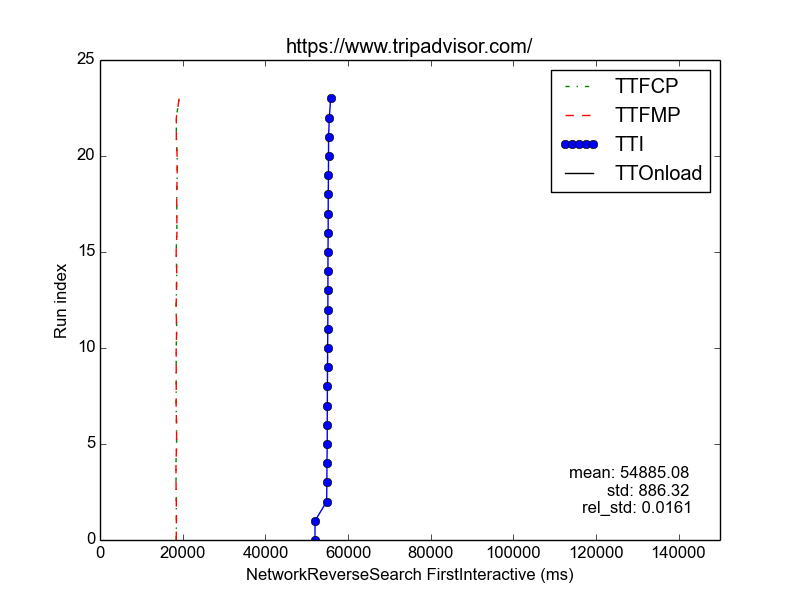 https://www.tripadvisor.com/
25
20
15
10
5
0
Run index
TTFCP
TTFMP
TTI
TTOnload
mean: 54885.08
std: 886.32
rel_std: 0.0161
0 20000 40000 60000 80000 100000 120000 140000
NetworkReverseSearch FirstInteractive (ms)